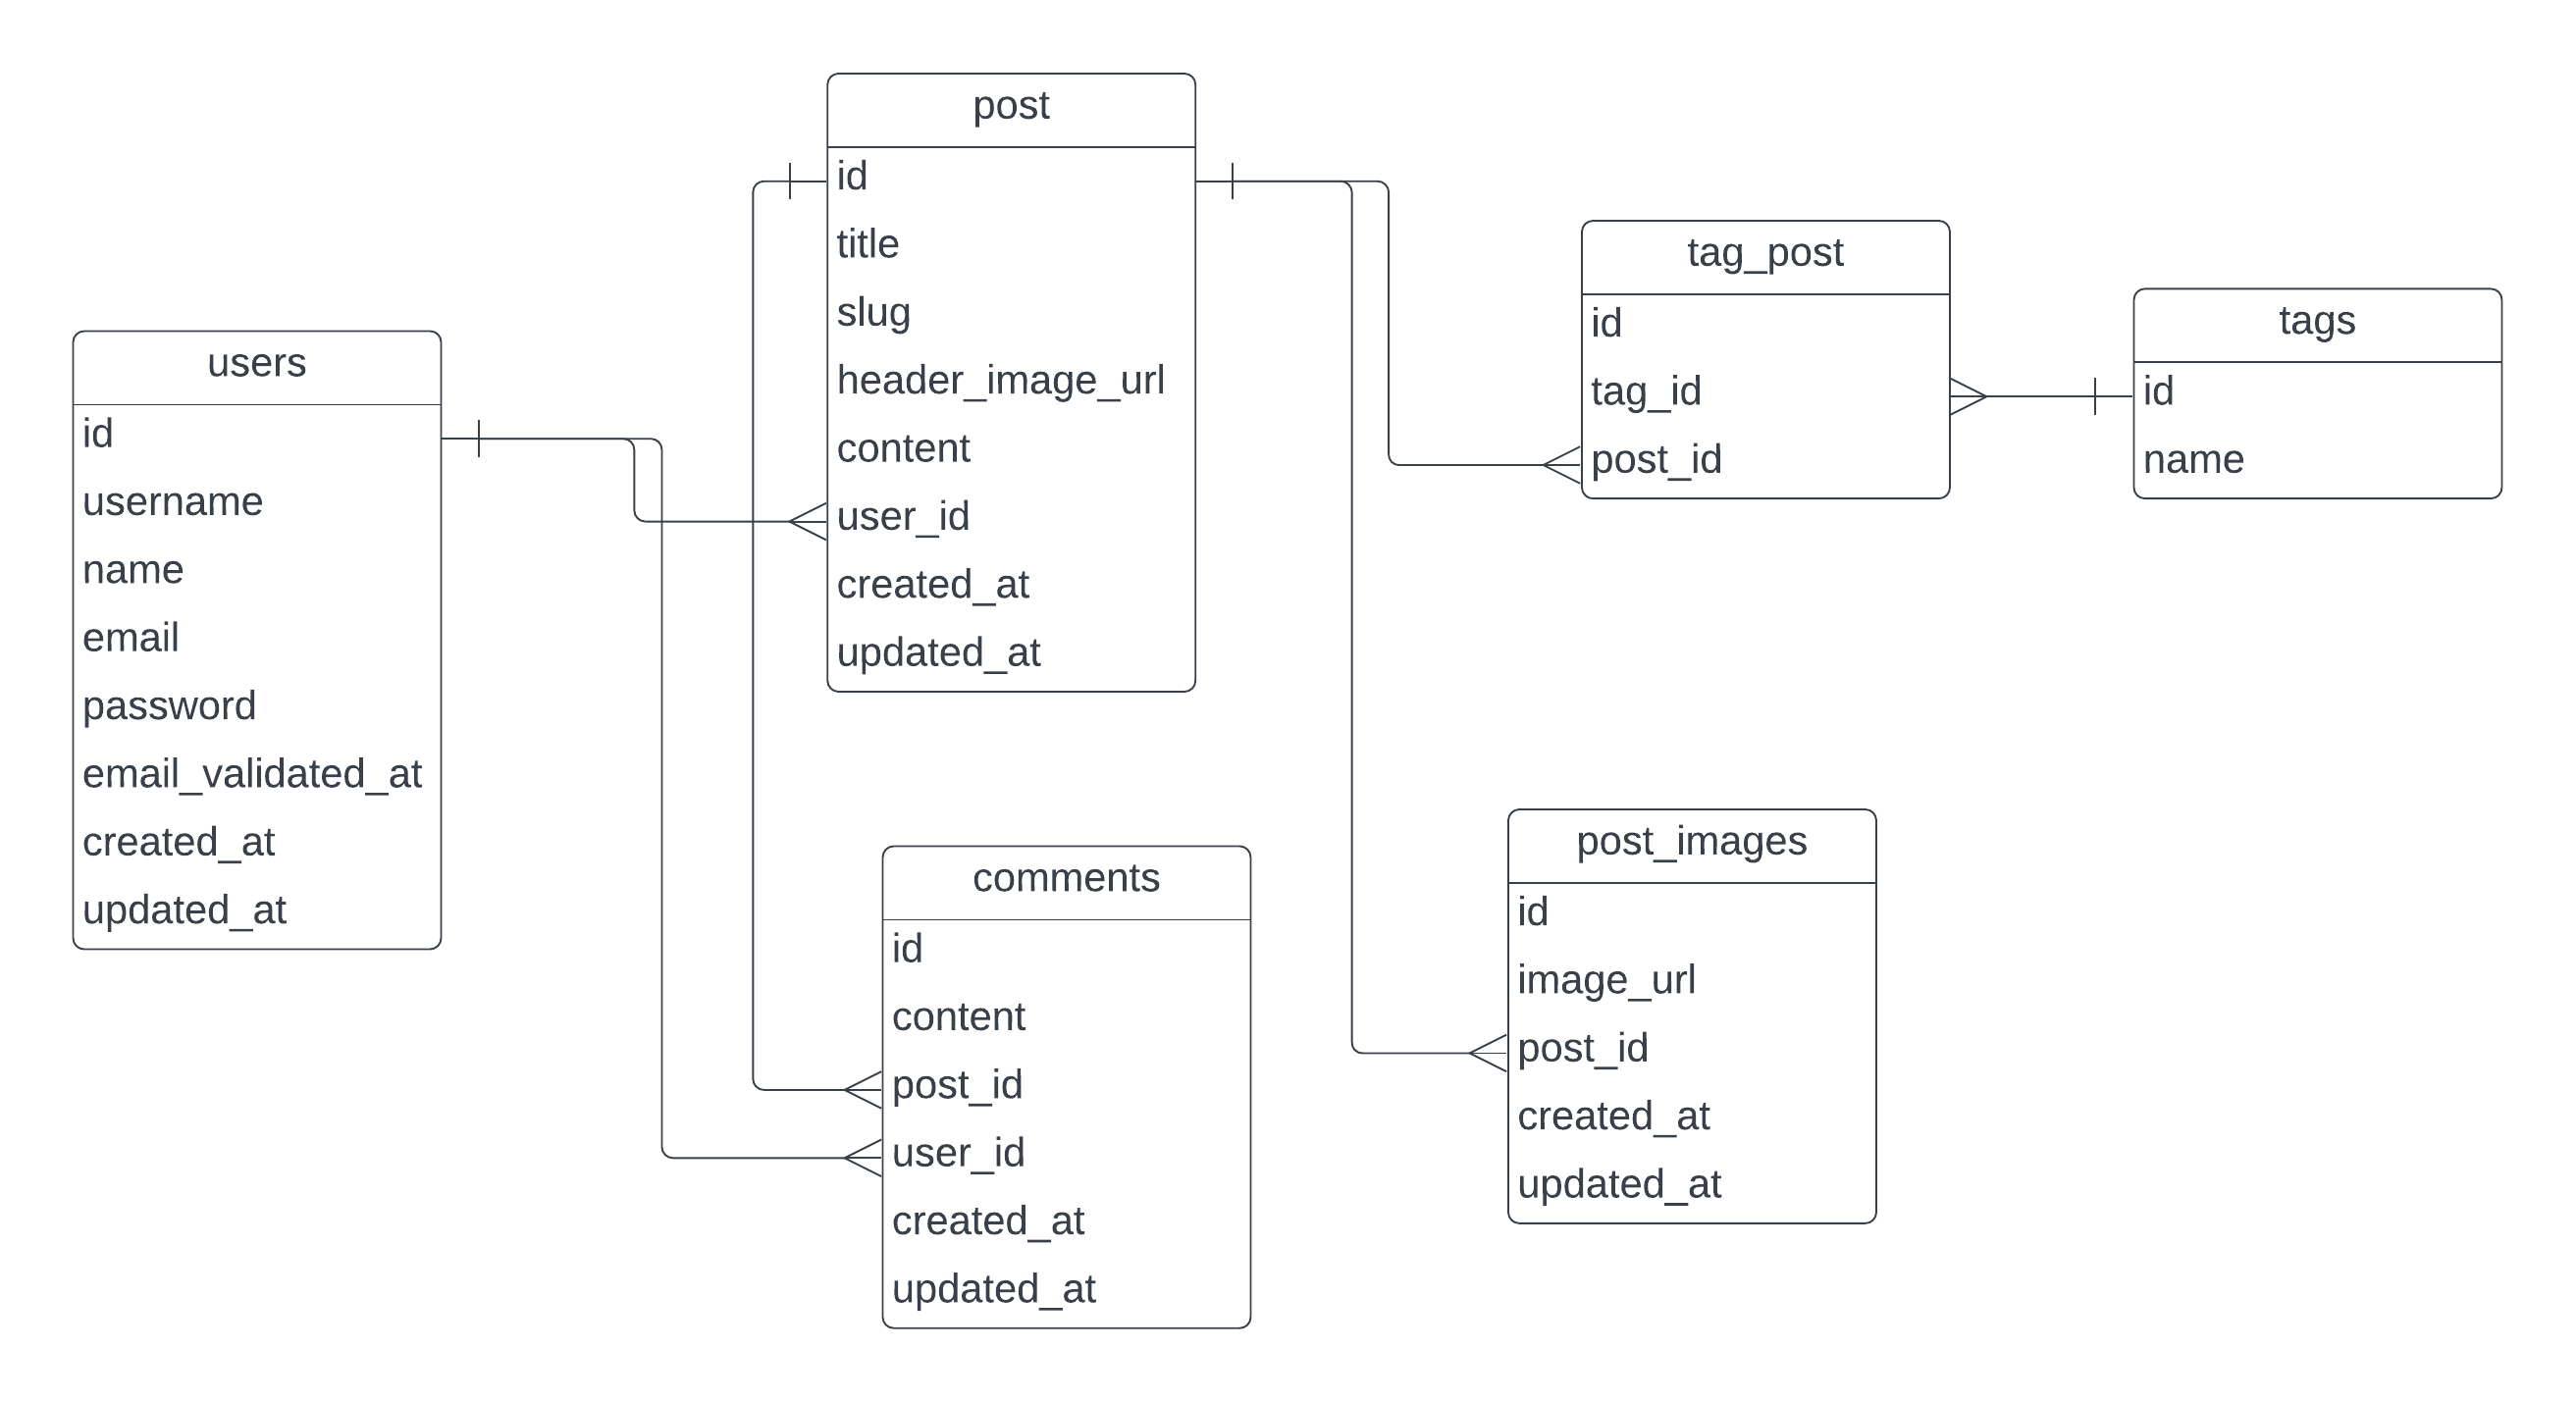 users
id
username
name
email
password
email_validated_at
created_at
updated_at
post
id
title
slug
header_image_url
content
user_id
created_at
updated_at
comments
id
content
post_id
user_id
created_at
updated_at
tag_post
id
tag_id
post_id
tags
id
name
post_images
id
image_url
post_id
created_at
updated_at